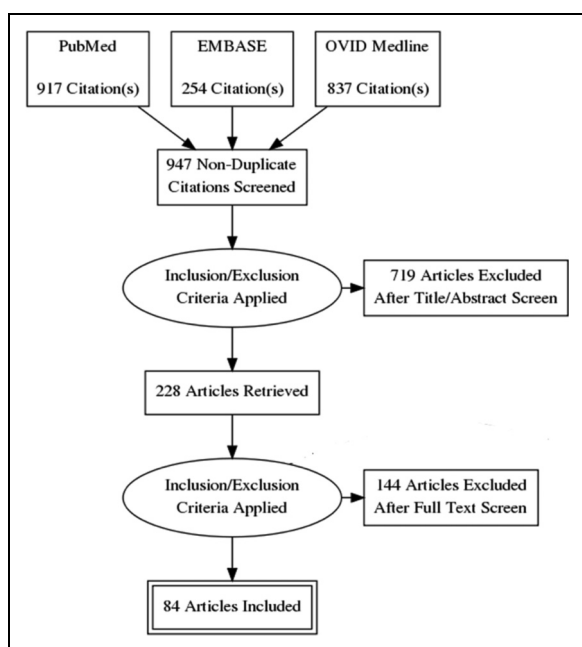 PubMed
917 Citation(s)
EMBASE
254 Citation(s)
OVID Medline
837 Citation(s)
947 Non-Duplicate
Citations Screened
Inclusion/Exclusion
Criteria Applied
719 Articles Excluded
After Title/Abstract Screen
228 Articles Retrieved
Inclusion/Exclusion
Criteria Applied
144 Articles Excluded
After Full Text Screen
84 Articles Included